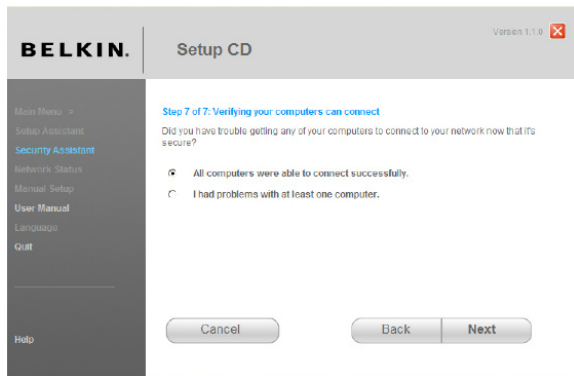 BELKIN.
Setup CD
Version 1.1.0
Main Menu >
Setup Assistant
Security Assistant
Network Status
Manual Setup
User Manual
Language
Quit
Help
Step 7 of 7: Verifying your computers can connect
Did you have trouble getting any of your computers to connect to your network now that it's
secure?
All computers were able to connect successfully.
I had problems with at least one computer.
Cancel
Back
Next